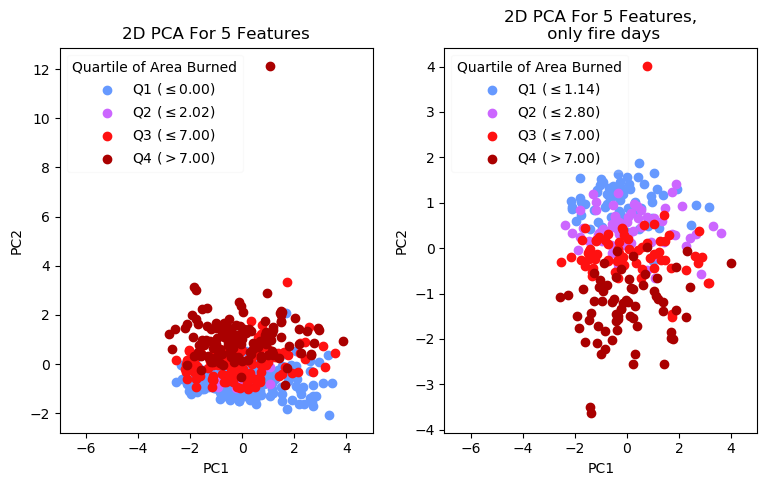 2D PCA For 5 Features
Quartile of Area Burned
Q1 (≤0.00)
Q2 (≤2.02)
Q3 (≤7.00)
Q4 (>7.00)
12
10
8
6
4
2
0
−2
PC2
−6
−4
−2
0
2
4
PC1
2D PCA For 5 Features,
only fire days
Quartile of Area Burned
Q1 (≤1.14)
Q2 (≤2.80)
Q3 (≤7.00)
Q4 (>7.00)
4
3
2
1
0
−1
−2
−3
−4
PC2
−6
−4
−2
0
2
4
PC1